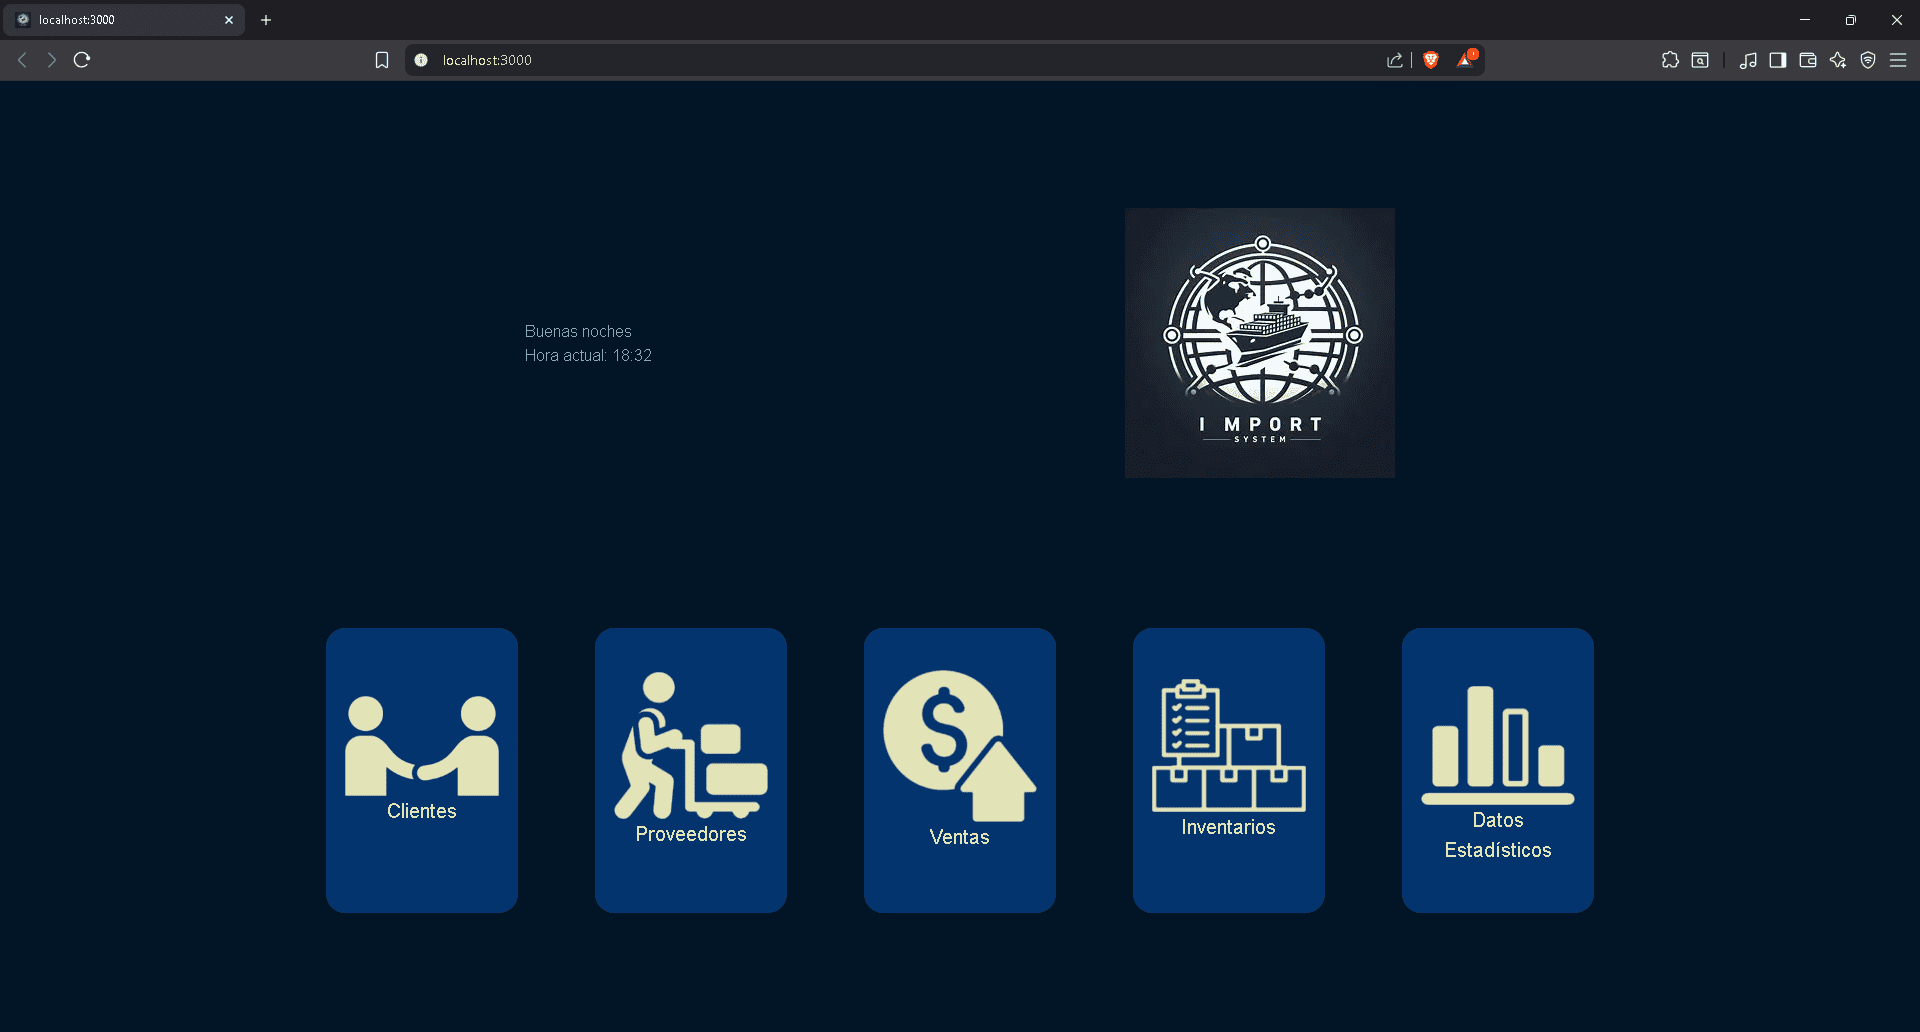 localhost:3000
localhost:3000
Buenas noches
Hora actual: 18:32
I MPORT
SYSTEM
Clientes
Proveedores
Ventas
Inventarios
Datos
Estadísticos